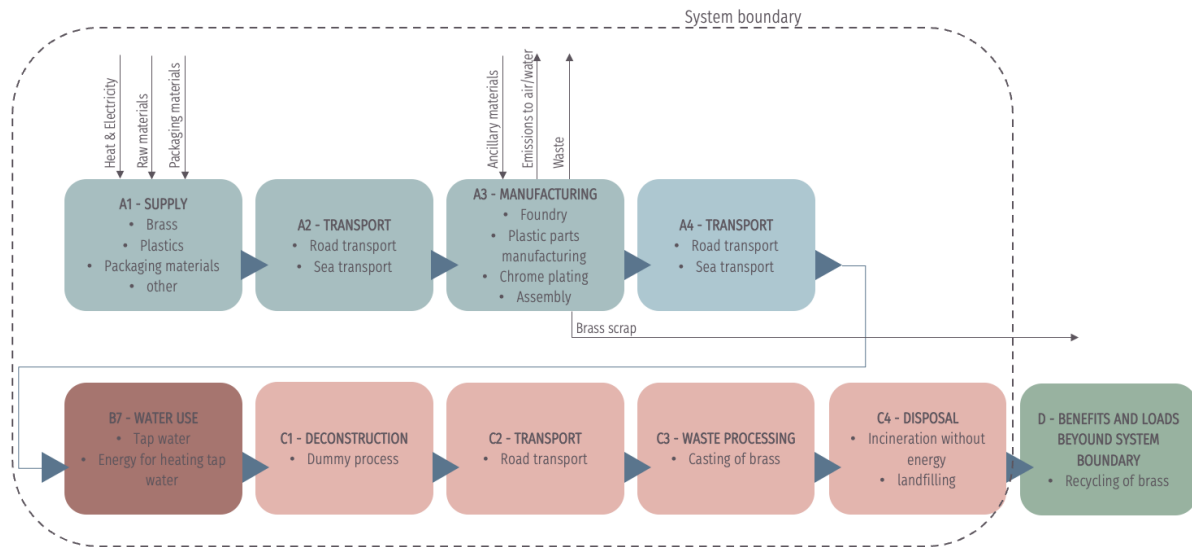 System boundary
Heat & Electricity
Raw materials
Packaging materials
Ancillary materials
Emissions to air/water
Waste
A1 - SUPPLY
• Brass
• Plastics
• Packaging materials
• other
A2 - TRANSPORT
• Road transport
• Sea transport
A3 - MANUFACTURING
• Foundry
• Plastic parts
manufacturing
• Chrome plating
• Assembly
A4 - TRANSPORT
• Road transport
• Sea transport
Brass scrap
B7 - WATER USE
• Tap water
• Energy for heating tap
water
C1 - DECONSTRUCTION
• Dummy process
C2 - TRANSPORT
• Road transport
C3 - WASTE PROCESSING
• Casting of brass
C4 - DISPOSAL
• Incineration without
energy
• landfilling
D - BENEFITS AND LOADS
BEYOUND SYSTEM
BOUNDARY
• Recycling of brass